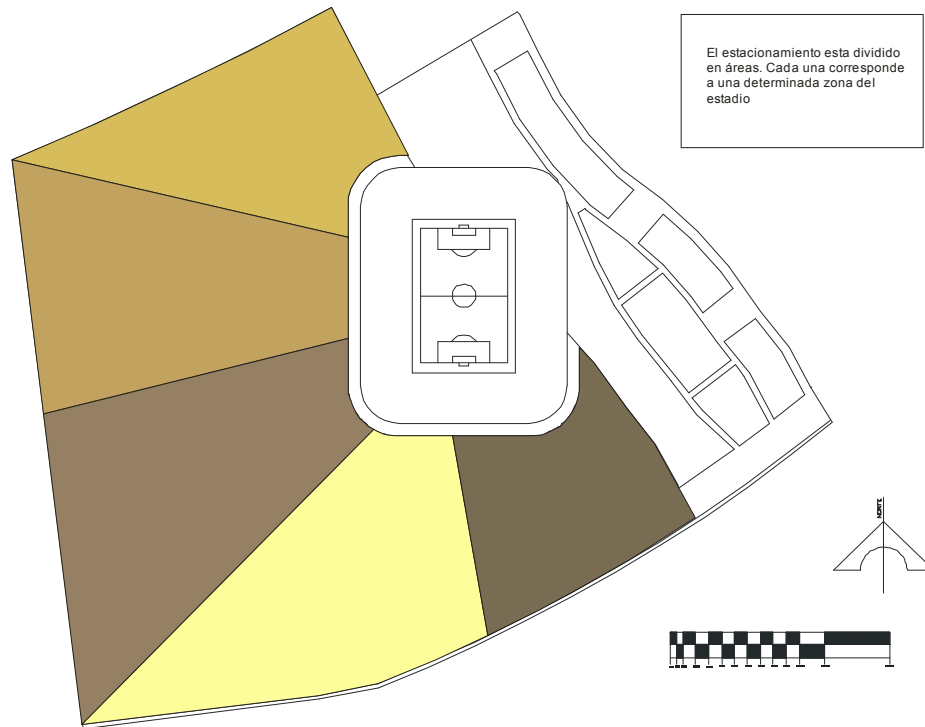 El estacionamiento esta dividido
en áreas. Cada una corresponde
a una determinada zona del
estadio
NORTE